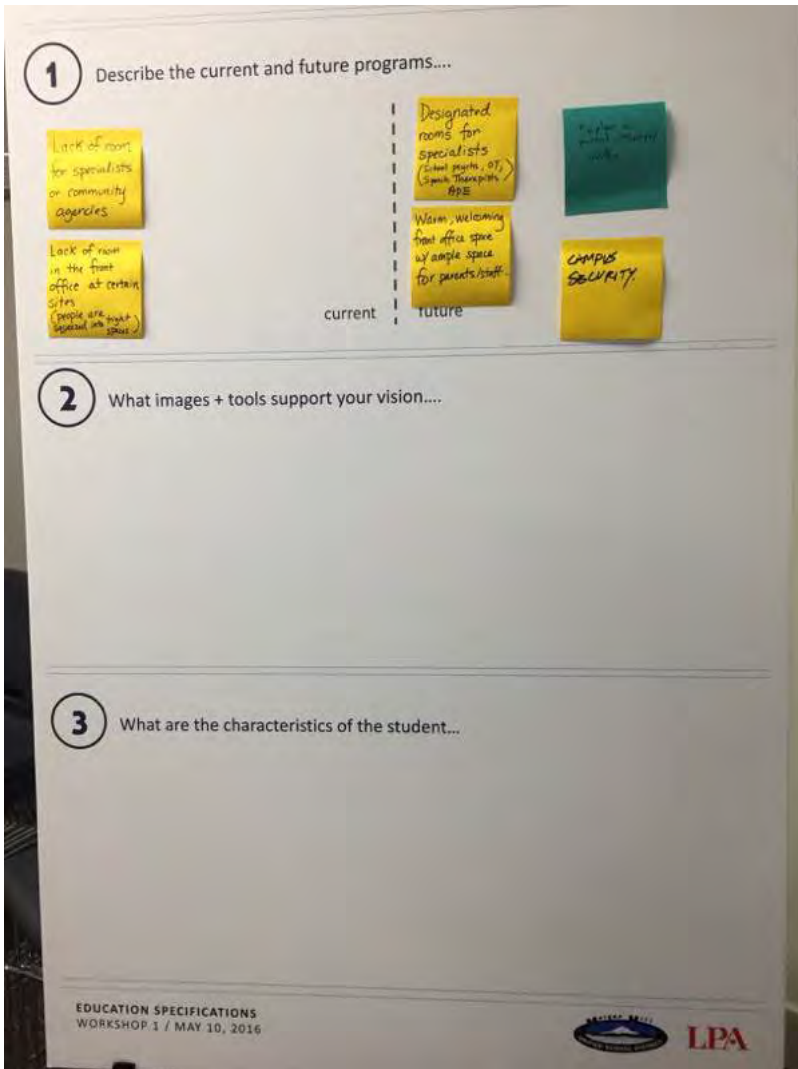 1 Describe the current and future programs....
Lack of room
for specialists
or community
agencies
Lack of room
in the front
office at certain
sites
(people are
squeezed into tight
spaces)
current
Designated
rooms for
specialists
(School psychs, OT,
Speech Therapists
APE
Warm, welcoming
front office space
w/ ample space
for parents/staff
future
CAMPUS
SECURITY.
2 What images + tools support your vision....
3 What are the characteristics of the student...
EDUCATION SPECIFICATIONS
WORKSHOP 1 / MAY 10, 2016
LPA